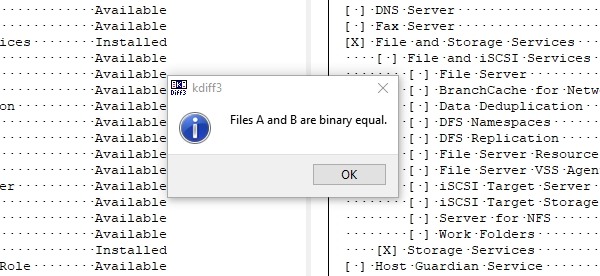 Available
Available
ices Installed
Available
Available
Available
on Available
Available
Available
Available
Available
er Available
Available
Available
Available
Installed
Role Available
kdiff3
Files A and B are binary equal.
OK
[ ] DNS Server
[ ] Fax Server
[X] File and Storage Services
[ ] File and iSCSI Services
[ ] File Server
[ ] BranchCache for Netw
[ ] Data Deduplication
[ ] DFS Namespaces
[ ] DFS Replication
[ ] File Server Resource
[ ] File Server VSS Agen
[ ] iSCSI Target Server
[ ] iSCSI Target Storage
[ ] Server for NFS
[ ] Work Folders
[X] Storage Services
[ ] Host Guardian Service